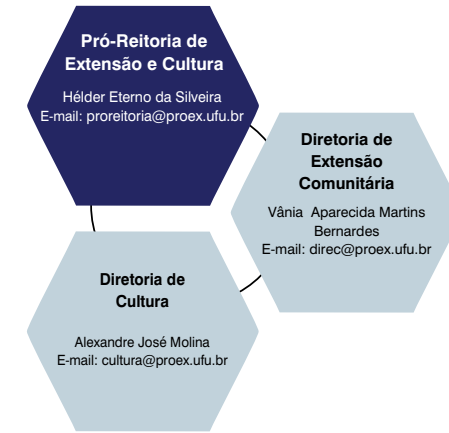 Pró-Reitoria de
Extensão e Cultura
Hélder Eterno da Silveira
E-mail: proreitoria@proex.ufu.br
Diretoria de
Extensão
Comunitária
Vânia Aparecida Martins
Bernardes
E-mail: direc@proex.ufu.br
Diretoria de
Cultura
Alexandre José Molina
E-mail: cultura@proex.ufu.br